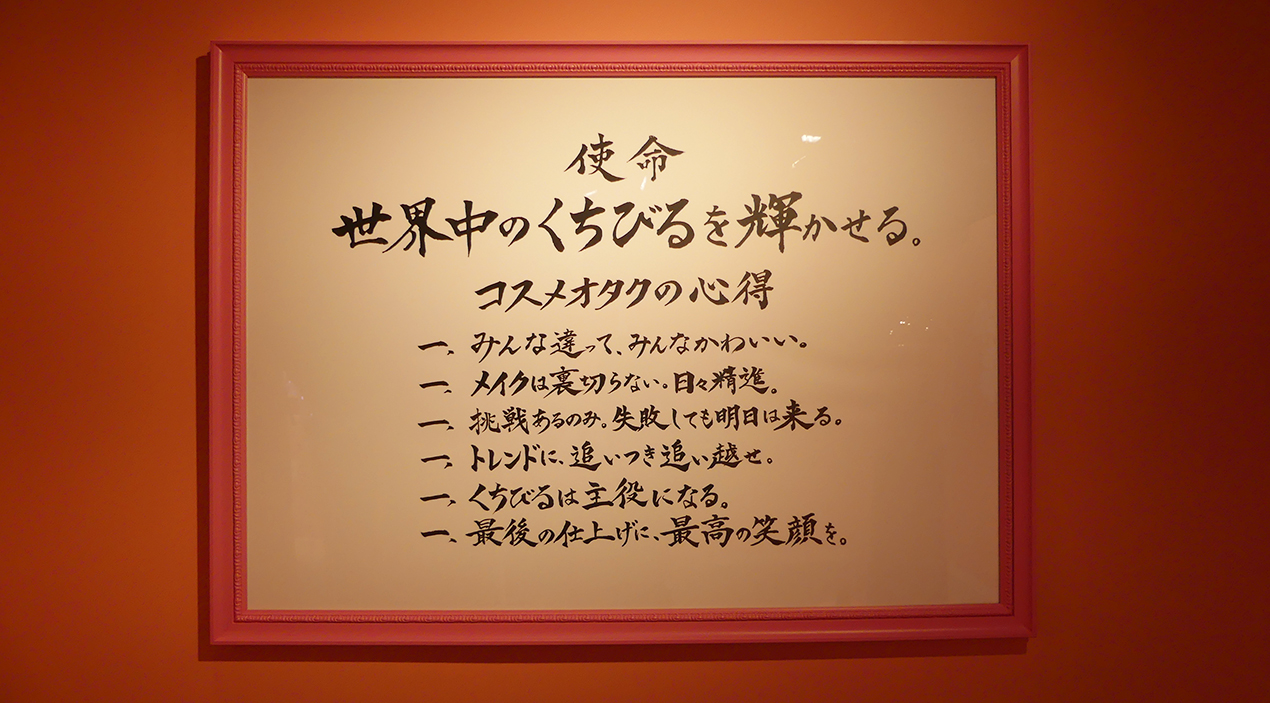 使命
世界中のくちびるを輝かせる。
コスメオタクの心得
一、みんな違って、みんなかわいい。
一、メイクは裏切らない。日々精進。
一、挑戦あるのみ。失敗しても明日は来る。
一、トレンドに、追いつき追い越せ。
一、くちびるは主役になる。
一、最後の仕上げに、最高の笑顔を。